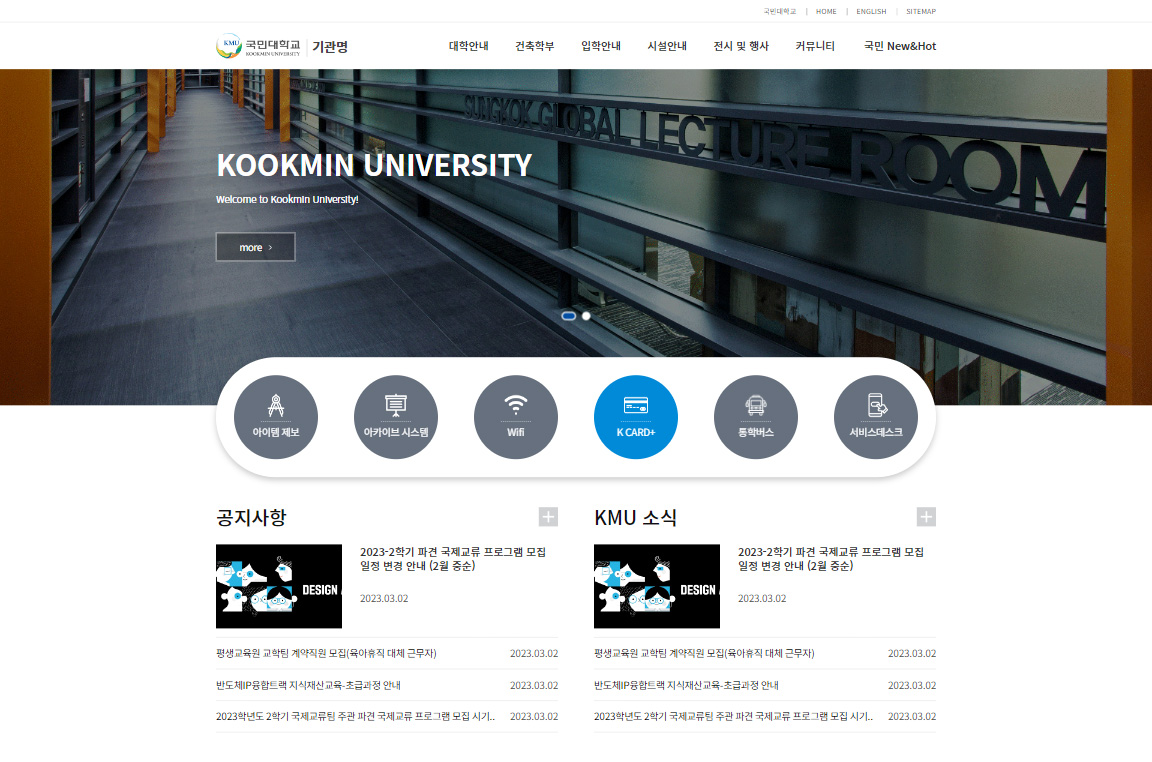 국민대학교 | HOME | ENGLISH | SITEMAP
KMU 국민대학교 KOOKMIN UNIVERSITY 기관명
대학안내 건축학부 입학안내 시설안내 전시 및 행사 커뮤니티 국민 New&Hot
SUNGKOK GLOBAL LECTURE ROOM
KOOKMIN UNIVERSITY
Welcome to Kookmin University!
more >
아이템 제보 아카이브 시스템 Wifi K CARD+ 통학버스 서비스데스크
공지사항
2023-2학기 파견 국제교류 프로그램 모집
일정 변경 안내 (2월 중순)
DESIGN
2023.03.02
평생교육원 교학팀 계약직원 모집(육아휴직 대체 근무자) 2023.03.02
반도체IP융합트랙 지식재산교육-초급과정 안내 2023.03.02
2023학년도 2학기 국제교류팀 주관 파견 국제교류 프로그램 모집 시기.. 2023.03.02
KMU 소식
2023-2학기 파견 국제교류 프로그램 모집
일정 변경 안내 (2월 중순)
DESIGN
2023.03.02
평생교육원 교학팀 계약직원 모집(육아휴직 대체 근무자) 2023.03.02
반도체IP융합트랙 지식재산교육-초급과정 안내 2023.03.02
2023학년도 2학기 국제교류팀 주관 파견 국제교류 프로그램 모집 시기.. 2023.03.02